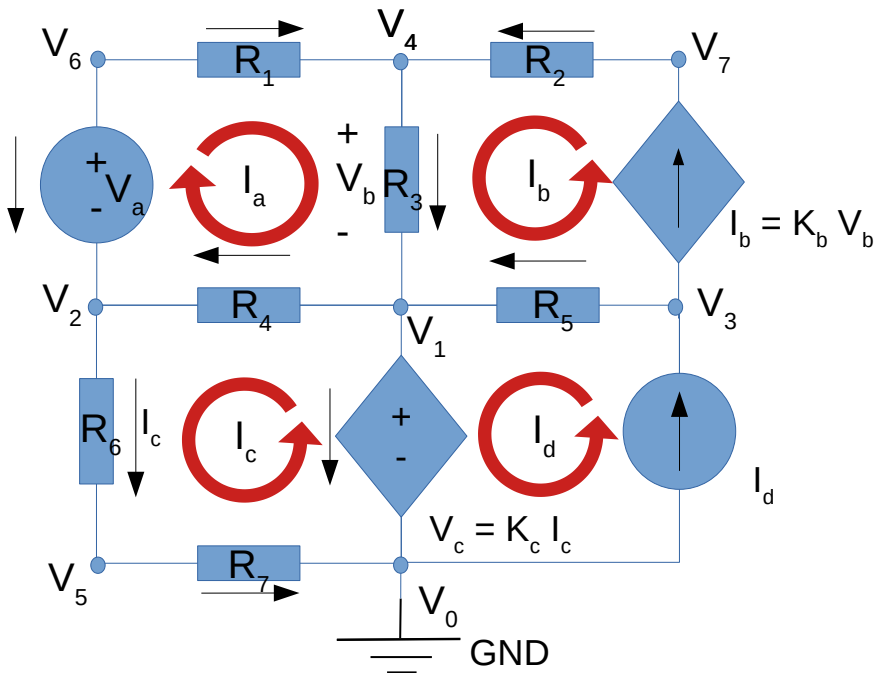 V4
V6
R1
R2
V7
+
Va
-
+
Vb
-
Ia
R3
Ib
Ib = Kb Vb
V2
R4
V1
R5
V3
R6
Ic
Ic
+
-
Id
Id
Vc = Kc Ic
V5
R7
V0
GND